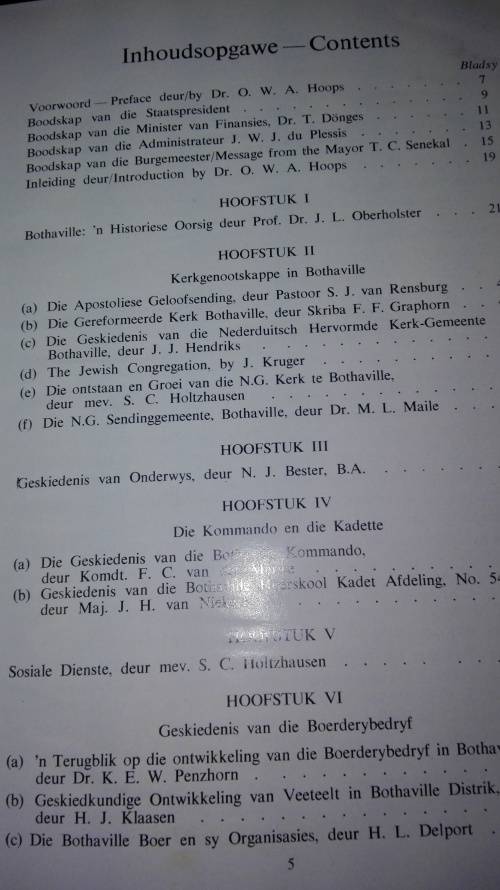 Inhoudsopgawe — Contents
Bladsy
Voorwoord — Preface deur/by Dr. O. W. A. Hoops . . . . . . . 7
Boodskap van die Staatspresident . . . . . . . . . . . . 9
Boodskap van die Minister van Finansies, Dr. T. Dönges . . . . . 11
Boodskap van die Administrateur J. W. J. du Plessis . . . . . . 13
Boodskap van die Burgemeester/Message from the Mayor T. C. Senekal . 15
Inleiding deur/Introduction by Dr. O. W. A. Hoops . . . . . . 19
HOOFSTUK I
Bothaville: 'n Historiese Oorsig deur Prof. Dr. J. L. Oberholster . . . 21
HOOFSTUK II
Kerkgenootskappe in Bothaville
(a) Die Apostoliese Geloofsending, deur Pastoor S. J. van Rensburg . .
(b) Die Gereformeerde Kerk Bothaville, deur Skriba F. F. Graphorn . .
(c) Die Geskiedenis van die Nederduitsch Hervormde Kerk-Gemeente
Bothaville, deur J. J. Hendriks . . . . . . . . . .
(d) The Jewish Congregation, by J. Kruger . . . . . . . .
(e) Die ontstaan en Groei van die N.G. Kerk te Bothaville,
deur mev. S. C. Holtzhausen . . . . . . . . . .
(f) Die N.G. Sendinggemeente, Bothaville, deur Dr. M. L. Maile . . .
HOOFSTUK III
Geskiedenis van Onderwys, deur N. J. Bester, B.A. . . . . . . .
HOOFSTUK IV
Die Kommando en die Kadette
(a) Die Geskiedenis van die Kommando,
deur Komdt. F. C. van . . . . . . . . .
(b) Geskiedenis van die Kadet Afdeling, No. 54
deur Maj. J. H. van . . . . . . . . .
HOOFSTUK V
Sosiale Dienste, deur mev. S. C. Holtzhausen . . . . . . . .
HOOFSTUK VI
Geskiedenis van die Boerderybedryf
(a) 'n Terugblik op die ontwikkeling van die Boerderybedryf in
deur Dr. K. E. W. Penzhorn . . . . . . . . . .
(b) Geskiedkundige Ontwikkeling van Veeteelt in Bothaville Distrik,
deur H. J. Klaasen . . . . . . . . . . . .
(c) Die Bothaville Boer en sy Organisasies, deur H. L. Delport .
5